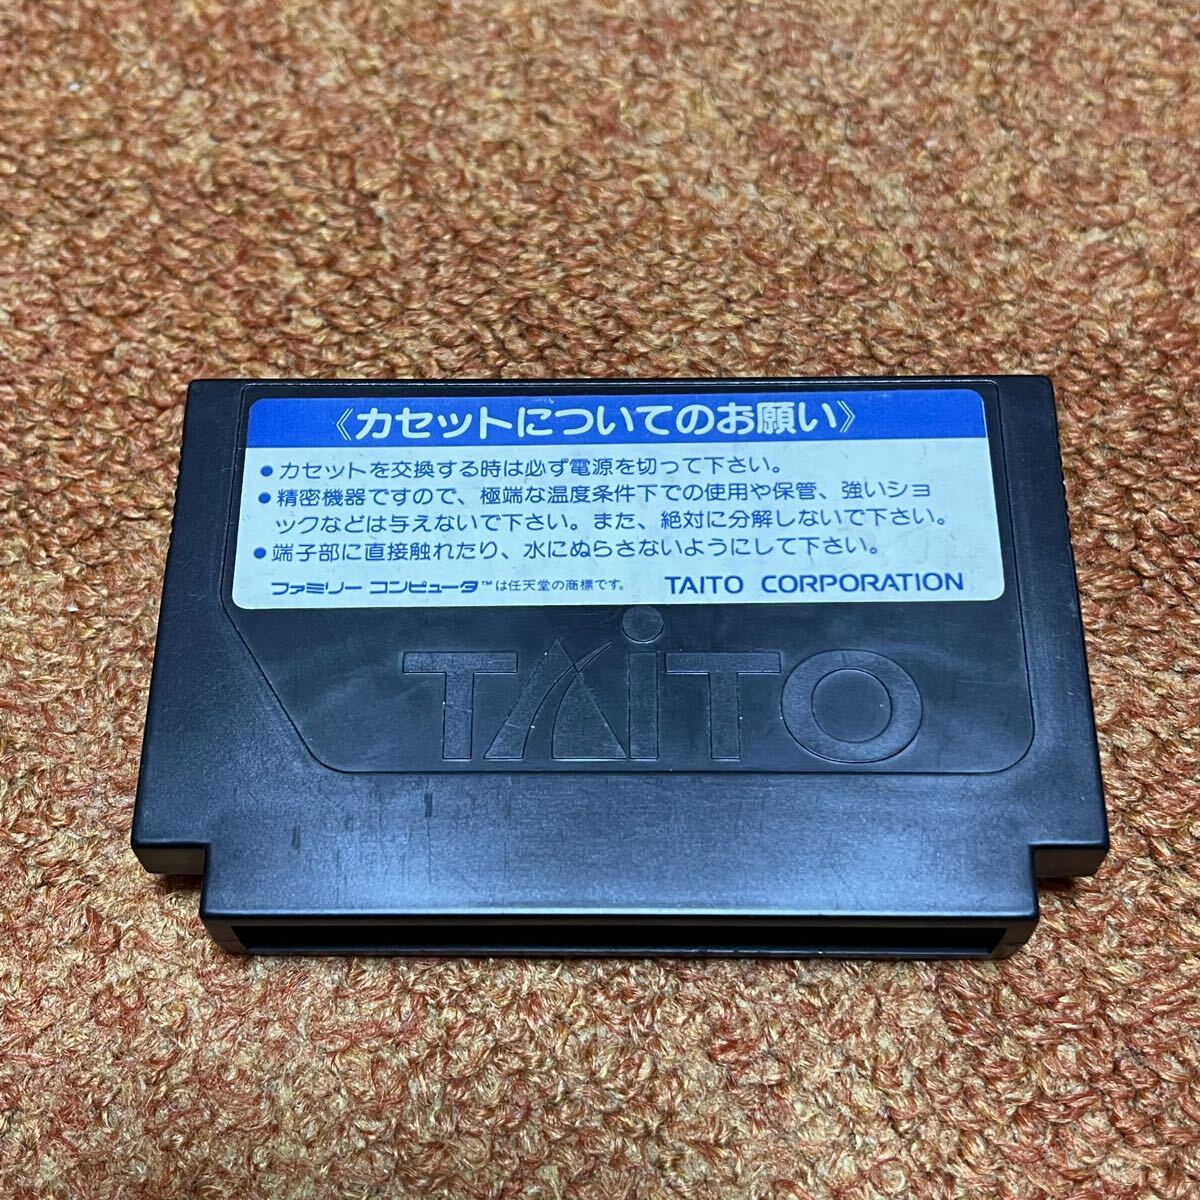 《カセットについてのお願い》
●カセットを交換する時は必ず電源を切って下さい。
●精密機器ですので、極端な温度条件下での使用や保管、強いショ
ックなどは与えないで下さい。また、絶対に分解しないで下さい。
●端子部に直接触れたり、水にぬらさないようにして下さい。
ファミリー コンピュータ™は任天堂の商標です。 TAITO CORPORATION
TAiTO